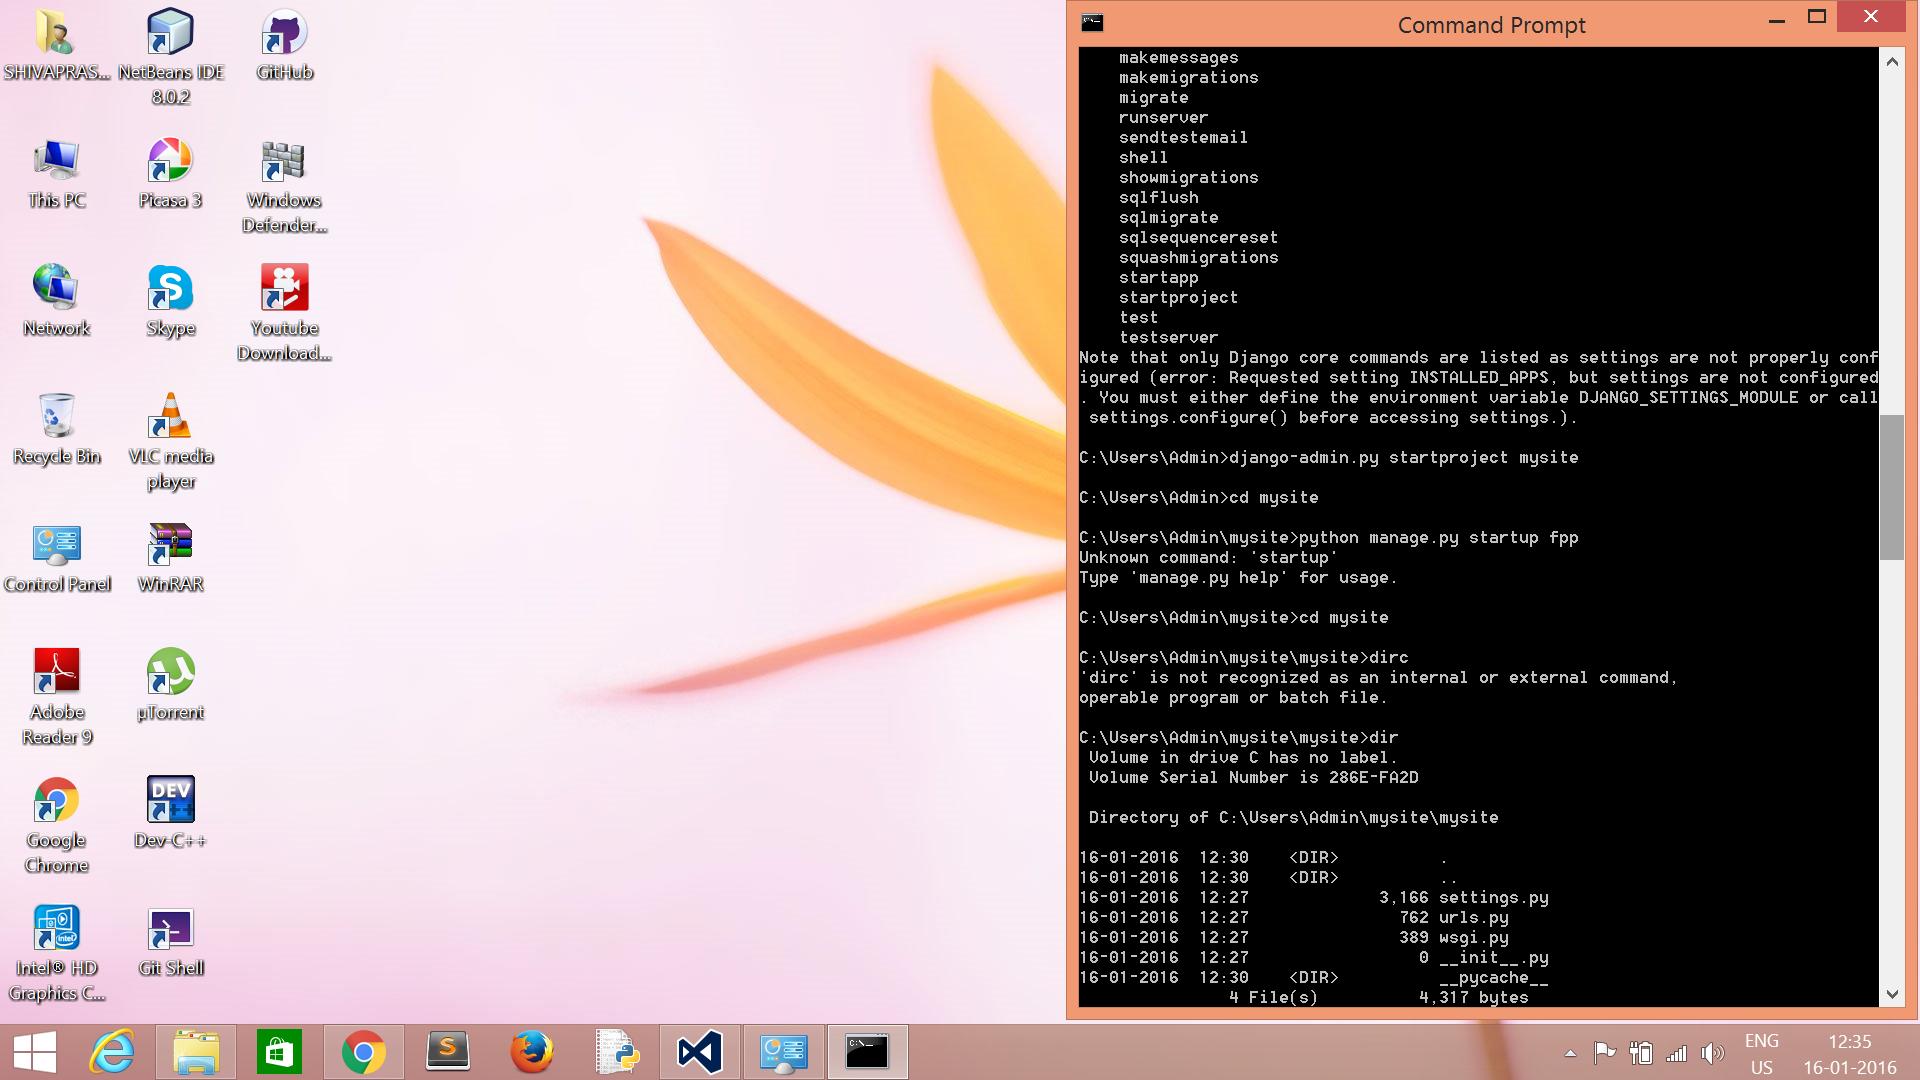 SHIVAPRAS...
NetBeans IDE
8.0.2
GitHub
This PC
Picasa 3
Windows
Defender...
Network
Skype
Youtube
Download...
Recycle Bin
VLC media
player
Control Panel
WinRAR
Adobe
Reader 9
µTorrent
Google
Chrome
DEV
C++
Dev-C++
intel
Intel® HD
Graphics C...
Git Shell
Command Prompt
makemessages
makemigrations
migrate
runserver
sendtestemail
shell
showmigrations
sqlflush
sqlmigrate
sqlsequencereset
squashmigrations
startapp
startproject
test
testserver
Note that only Django core commands are listed as settings are not properly conf
igured (error: Requested setting INSTALLED_APPS, but settings are not configured
. You must either define the environment variable DJANGO_SETTINGS_MODULE or call
settings.configure() before accessing settings.).
C:\Users\Admin>django-admin.py startproject mysite
C:\Users\Admin>cd mysite
C:\Users\Admin\mysite>python manage.py startup fpp
Unknown command: 'startup'
Type 'manage.py help' for usage.
C:\Users\Admin\mysite>cd mysite
C:\Users\Admin\mysite\mysite>dirc
'dirc' is not recognized as an internal or external command,
operable program or batch file.
C:\Users\Admin\mysite\mysite>dir
Volume in drive C has no label.
Volume Serial Number is 286E-FA2D
Directory of C:\Users\Admin\mysite\mysite
16-01-2016  12:30    <DIR>          .
16-01-2016  12:30    <DIR>          ..
16-01-2016  12:27             3,166 settings.py
16-01-2016  12:27               762 urls.py
16-01-2016  12:27               389 wsgi.py
16-01-2016  12:27                 0 __init__.py
16-01-2016  12:30    <DIR>          __pycache__
4 File(s)          4,317 bytes
ENG
US
12:35
16-01-2016